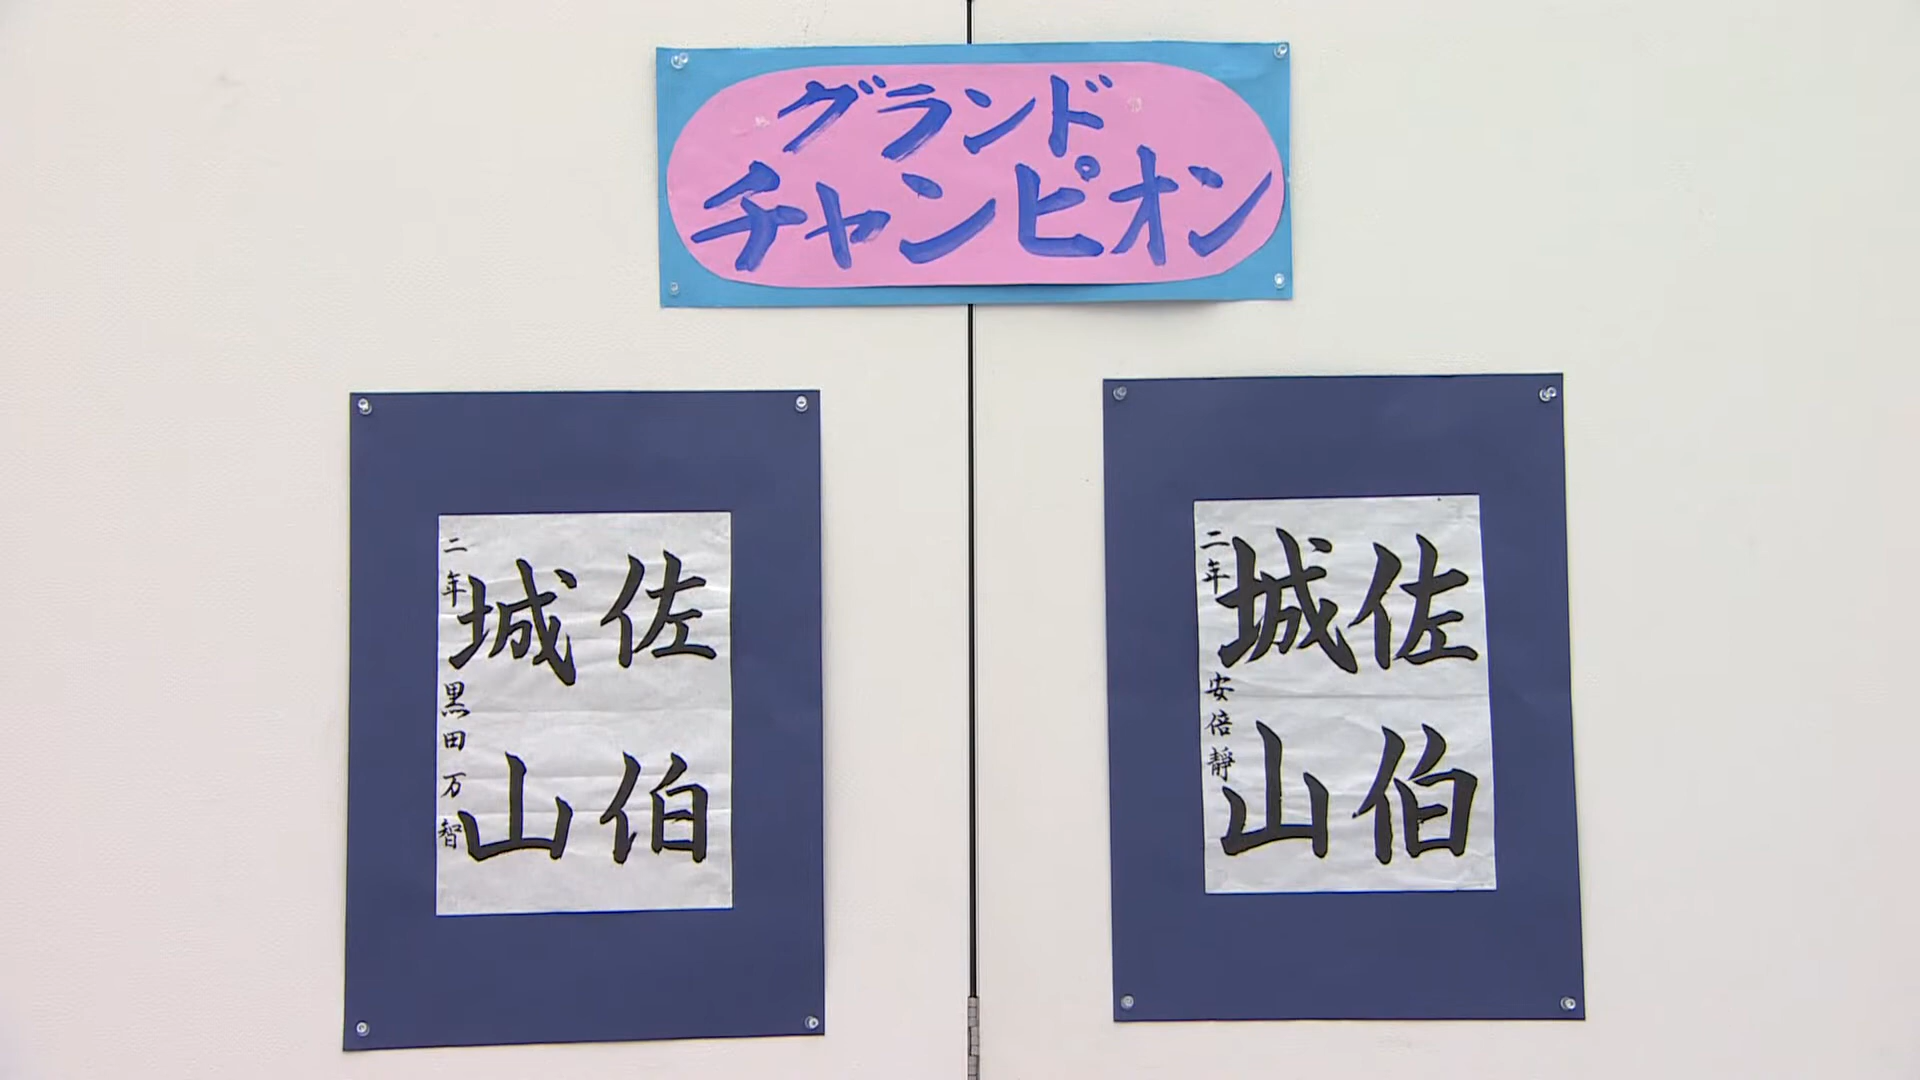 グランド
チャンピオン
佐伯
城山
二年 黒田万智
佐伯
城山
二年 安倍靜